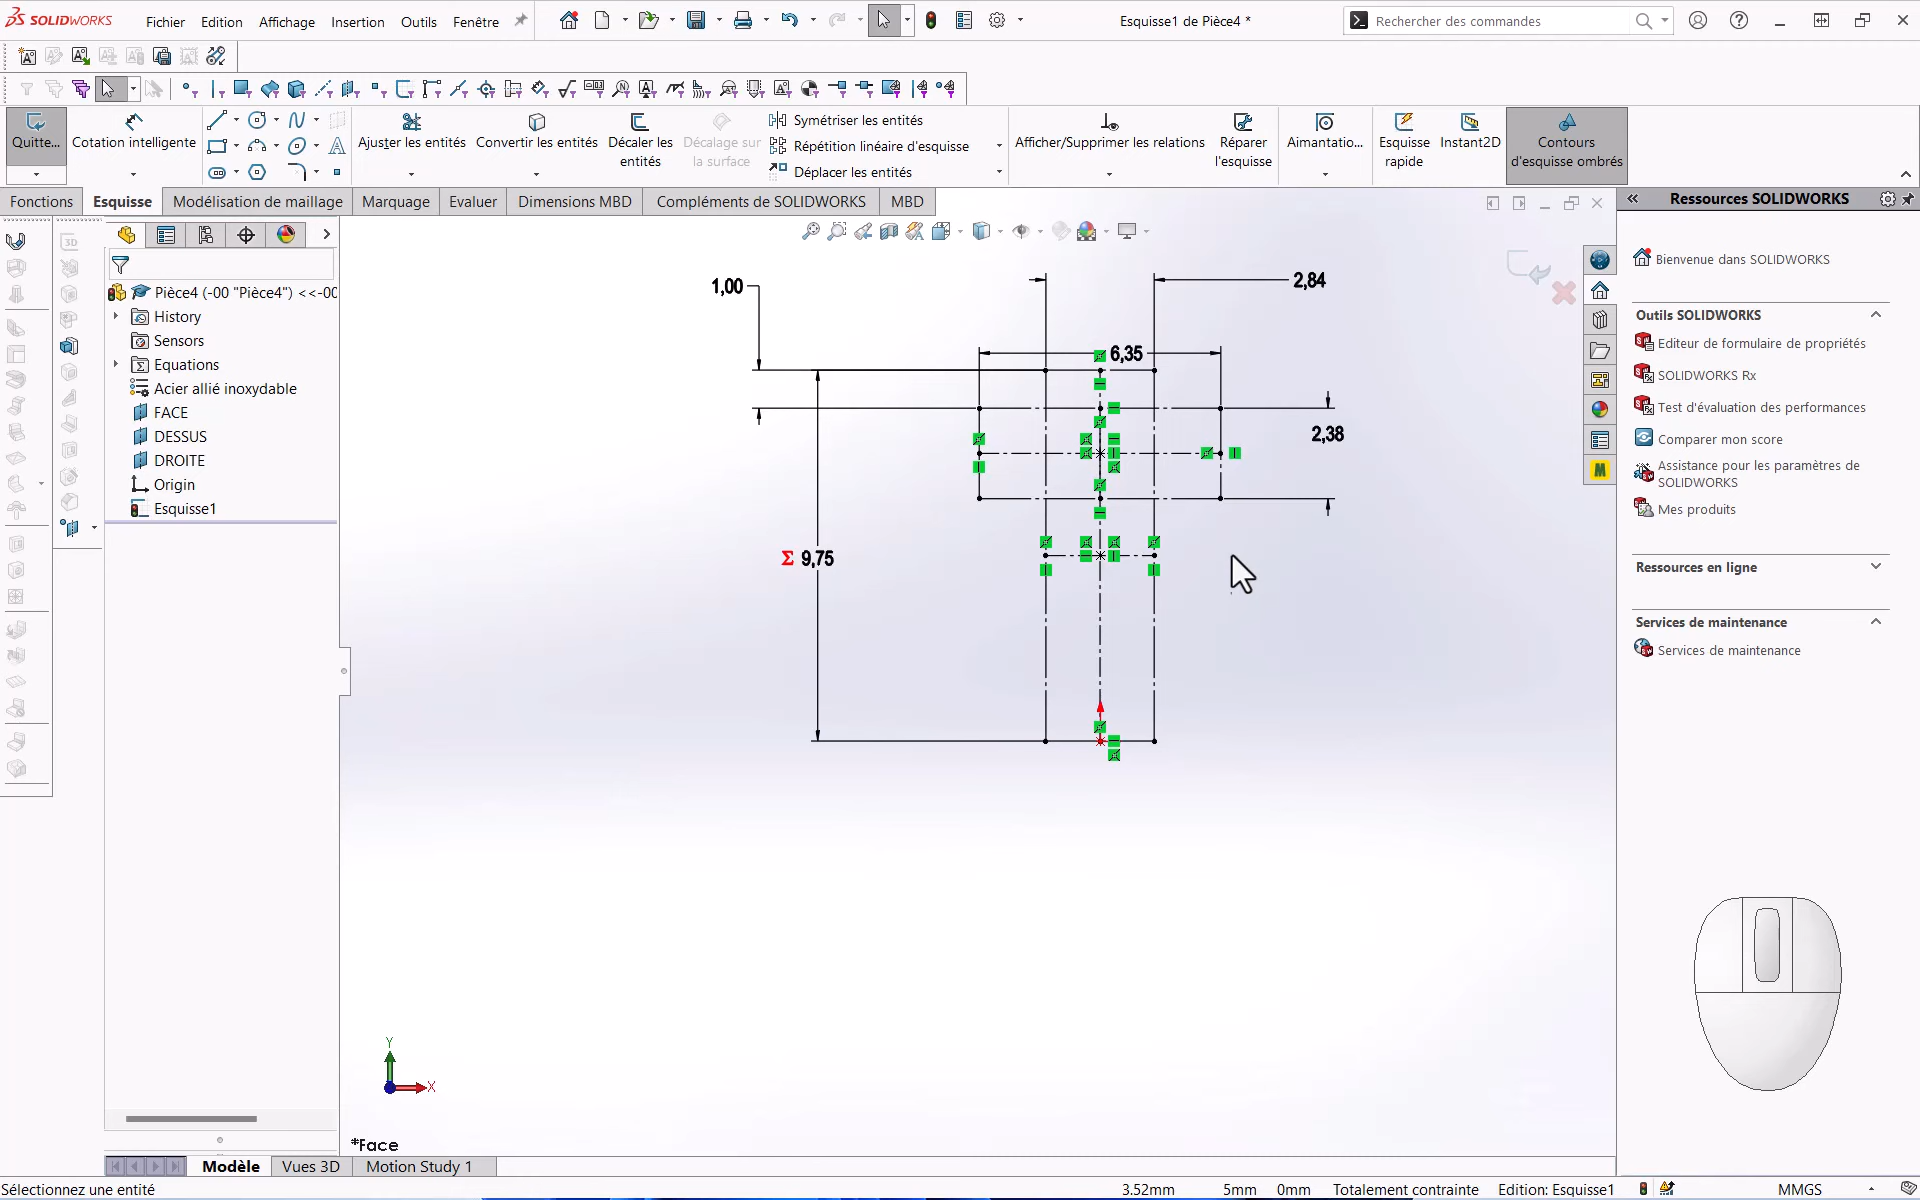 SOLIDWORKS
Fichier Edition Affichage Insertion Outils Fenêtre
Esquisse1 de Pièce4 *
Rechercher des commandes
Quitte... Cotation intelligente
Ajuster les entités Convertir les entités Décaler les entités
Décalage sur la surface
Symétriser les entités
Répétition linéaire d'esquisse
Déplacer les entités
Afficher/Supprimer les relations Réparer l'esquisse Aimantatio... Esquisse rapide Instant2D Contours d'esquisse ombrés
Fonctions Esquisse Modélisation de maillage Marquage Evaluer Dimensions MBD Compléments de SOLIDWORKS MBD
Pièce4 (-00 "Pièce4") <<-00
History
Sensors
Equations
Acier allié inoxydable
FACE
DESSUS
DROITE
Origin
Esquisse1
1,00
2,84
6,35
2,38
Σ 9,75
Y
X
*Face
Ressources SOLIDWORKS
Bienvenue dans SOLIDWORKS
Outils SOLIDWORKS
Editeur de formulaire de propriétés
SOLIDWORKS Rx
Test d'évaluation des performances
Comparer mon score
Assistance pour les paramètres de
SOLIDWORKS
Mes produits
Ressources en ligne
Services de maintenance
Services de maintenance
M
Modèle Vues 3D Motion Study 1
Sélectionnez une entité
3.52mm 5mm 0mm Totalement contrainte Edition: Esquisse1 MMGS